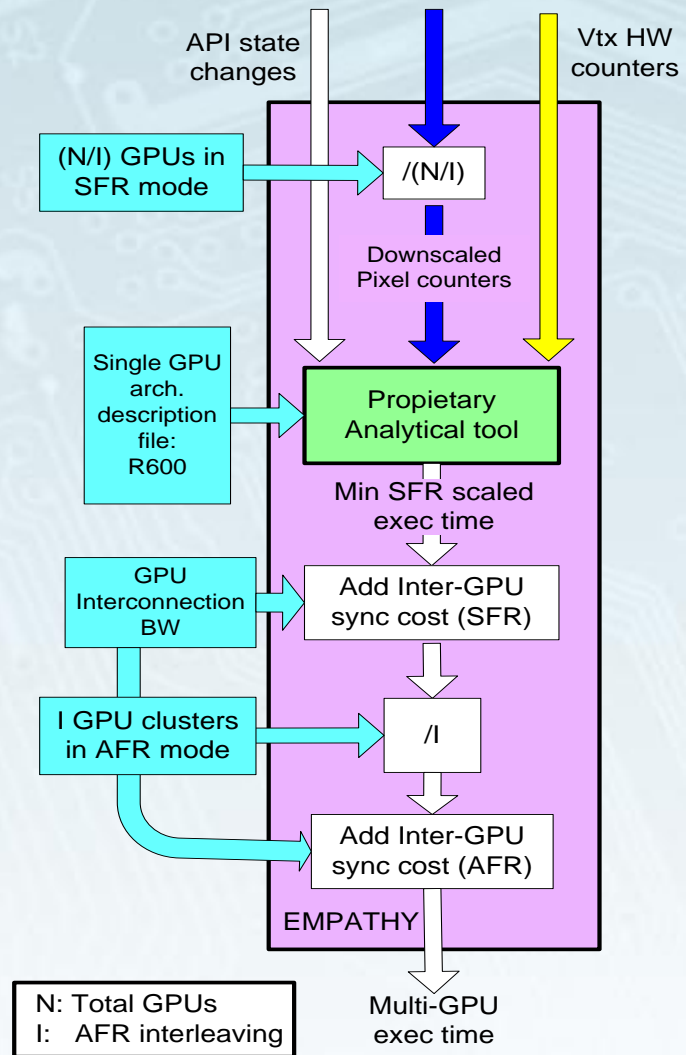 API state
changes
Vtx HW
counters
(N/I) GPUs in
SFR mode
/(N/I)
Downscaled
Pixel counters
Single GPU
arch.
description
file:
R600
Propietary
Analytical tool
Min SFR scaled
exec time
GPU
Interconnection
BW
Add Inter-GPU
sync cost (SFR)
I GPU clusters
in AFR mode
/I
Add Inter-GPU
sync cost (AFR)
EMPATHY
N: Total GPUs
I: AFR interleaving
Multi-GPU
exec time